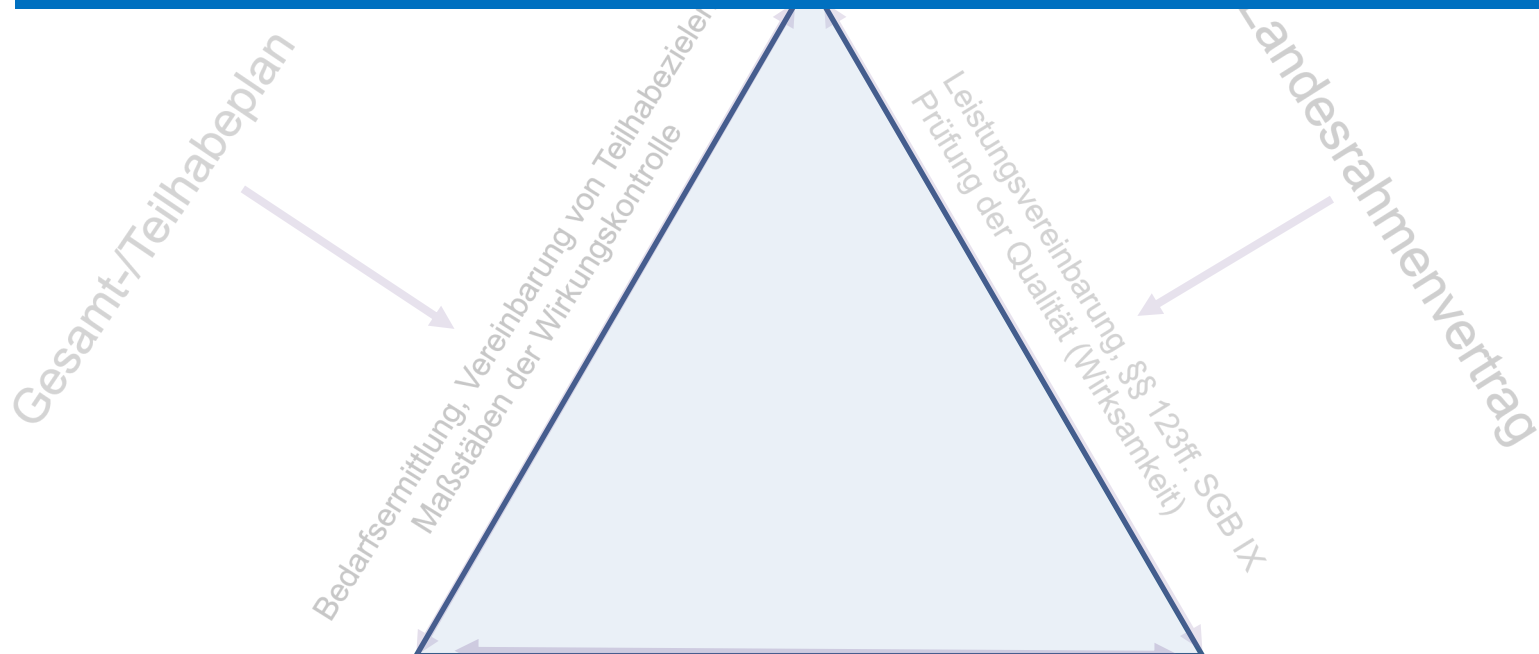 Gesamt-/Teilhabeplan
Bedarfsermittlung, Vereinbarung von Teilhabezielen
Maßstäben der Wirkungskontrolle
Leistungsvereinbarung, §§ 123ff. SGB IX
Prüfung der Qualität (Wirksamkeit)
Landesrahmenvertrag